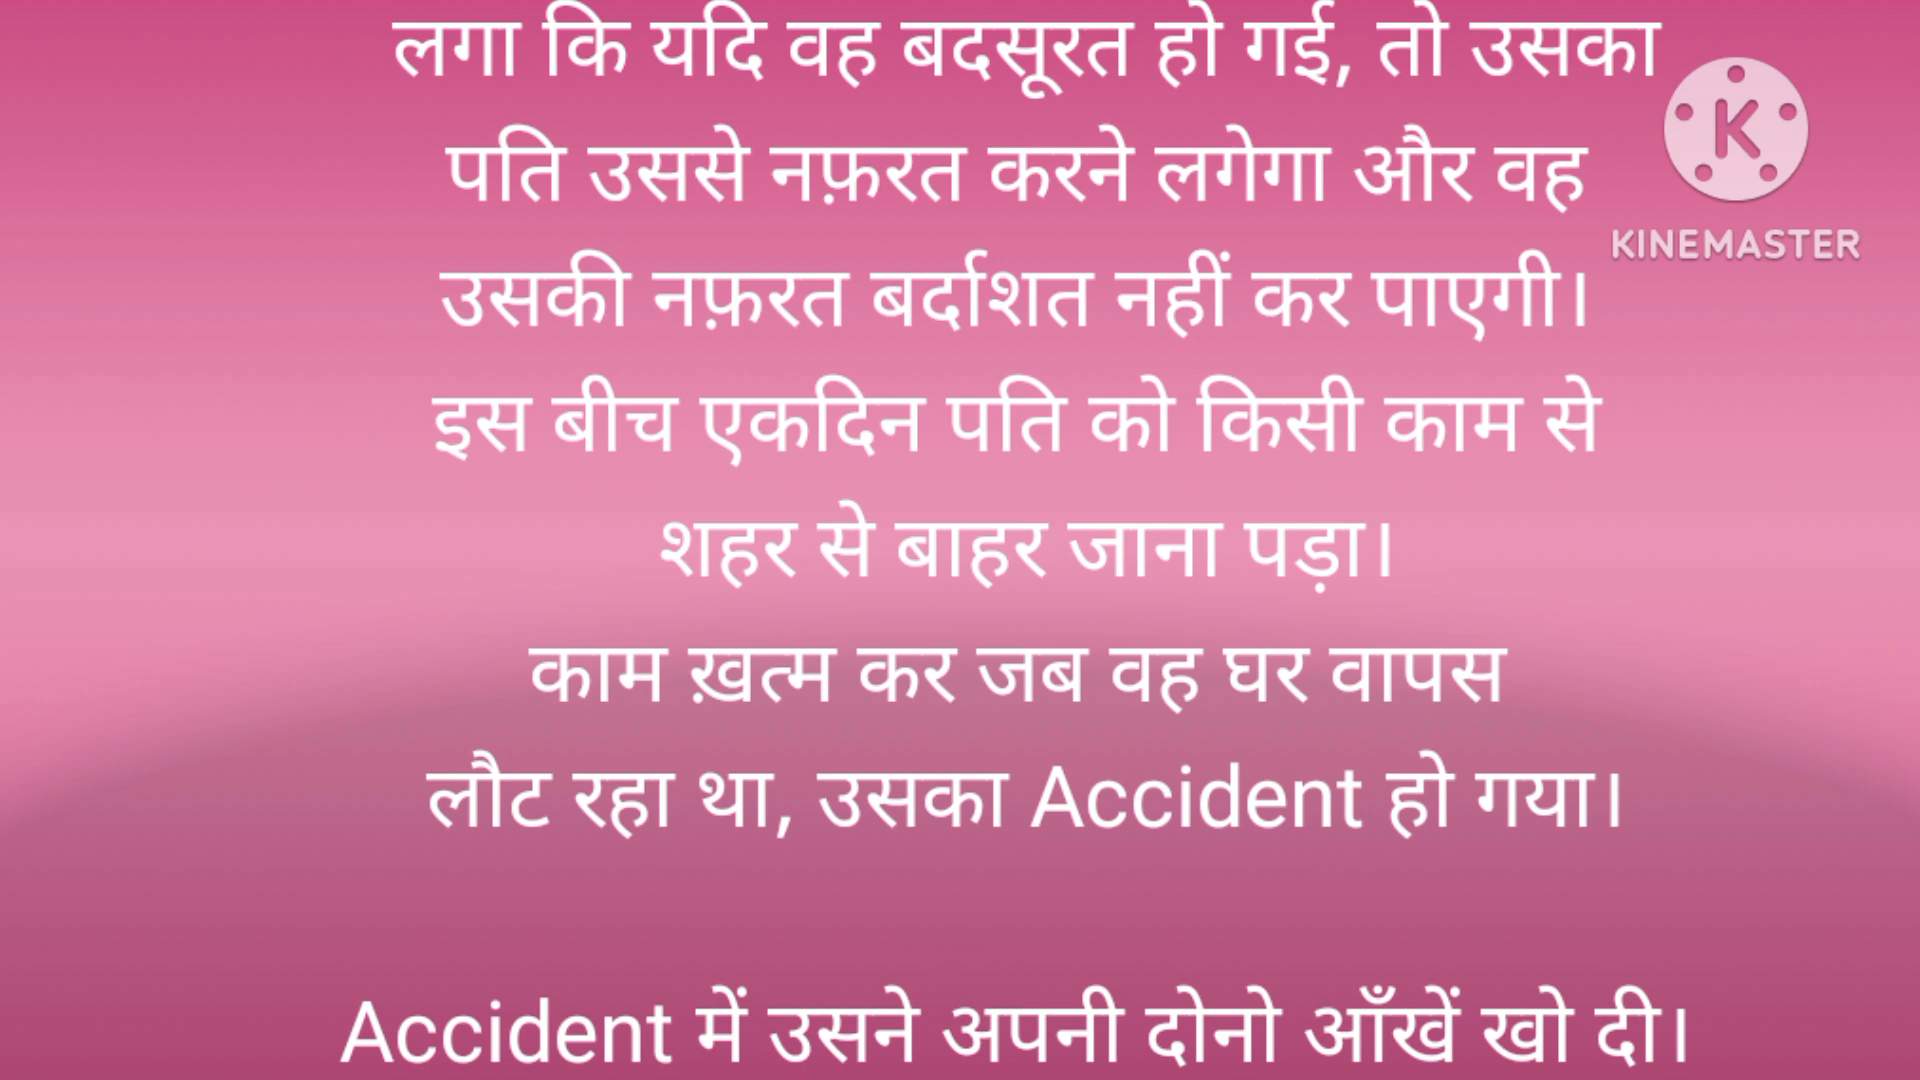 लगा कि यदि वह बदसूरत हो गई, तो उसका
पति उससे नफ़रत करने लगेगा और वह
उसकी नफ़रत बर्दाशत नहीं कर पाएगी।
इस बीच एकदिन पति को किसी काम से
शहर से बाहर जाना पड़ा।
काम ख़त्म कर जब वह घर वापस
लौट रहा था, उसका Accident हो गया।
Accident में उसने अपनी दोनो आँखें खो दी।
K
KINEMASTER